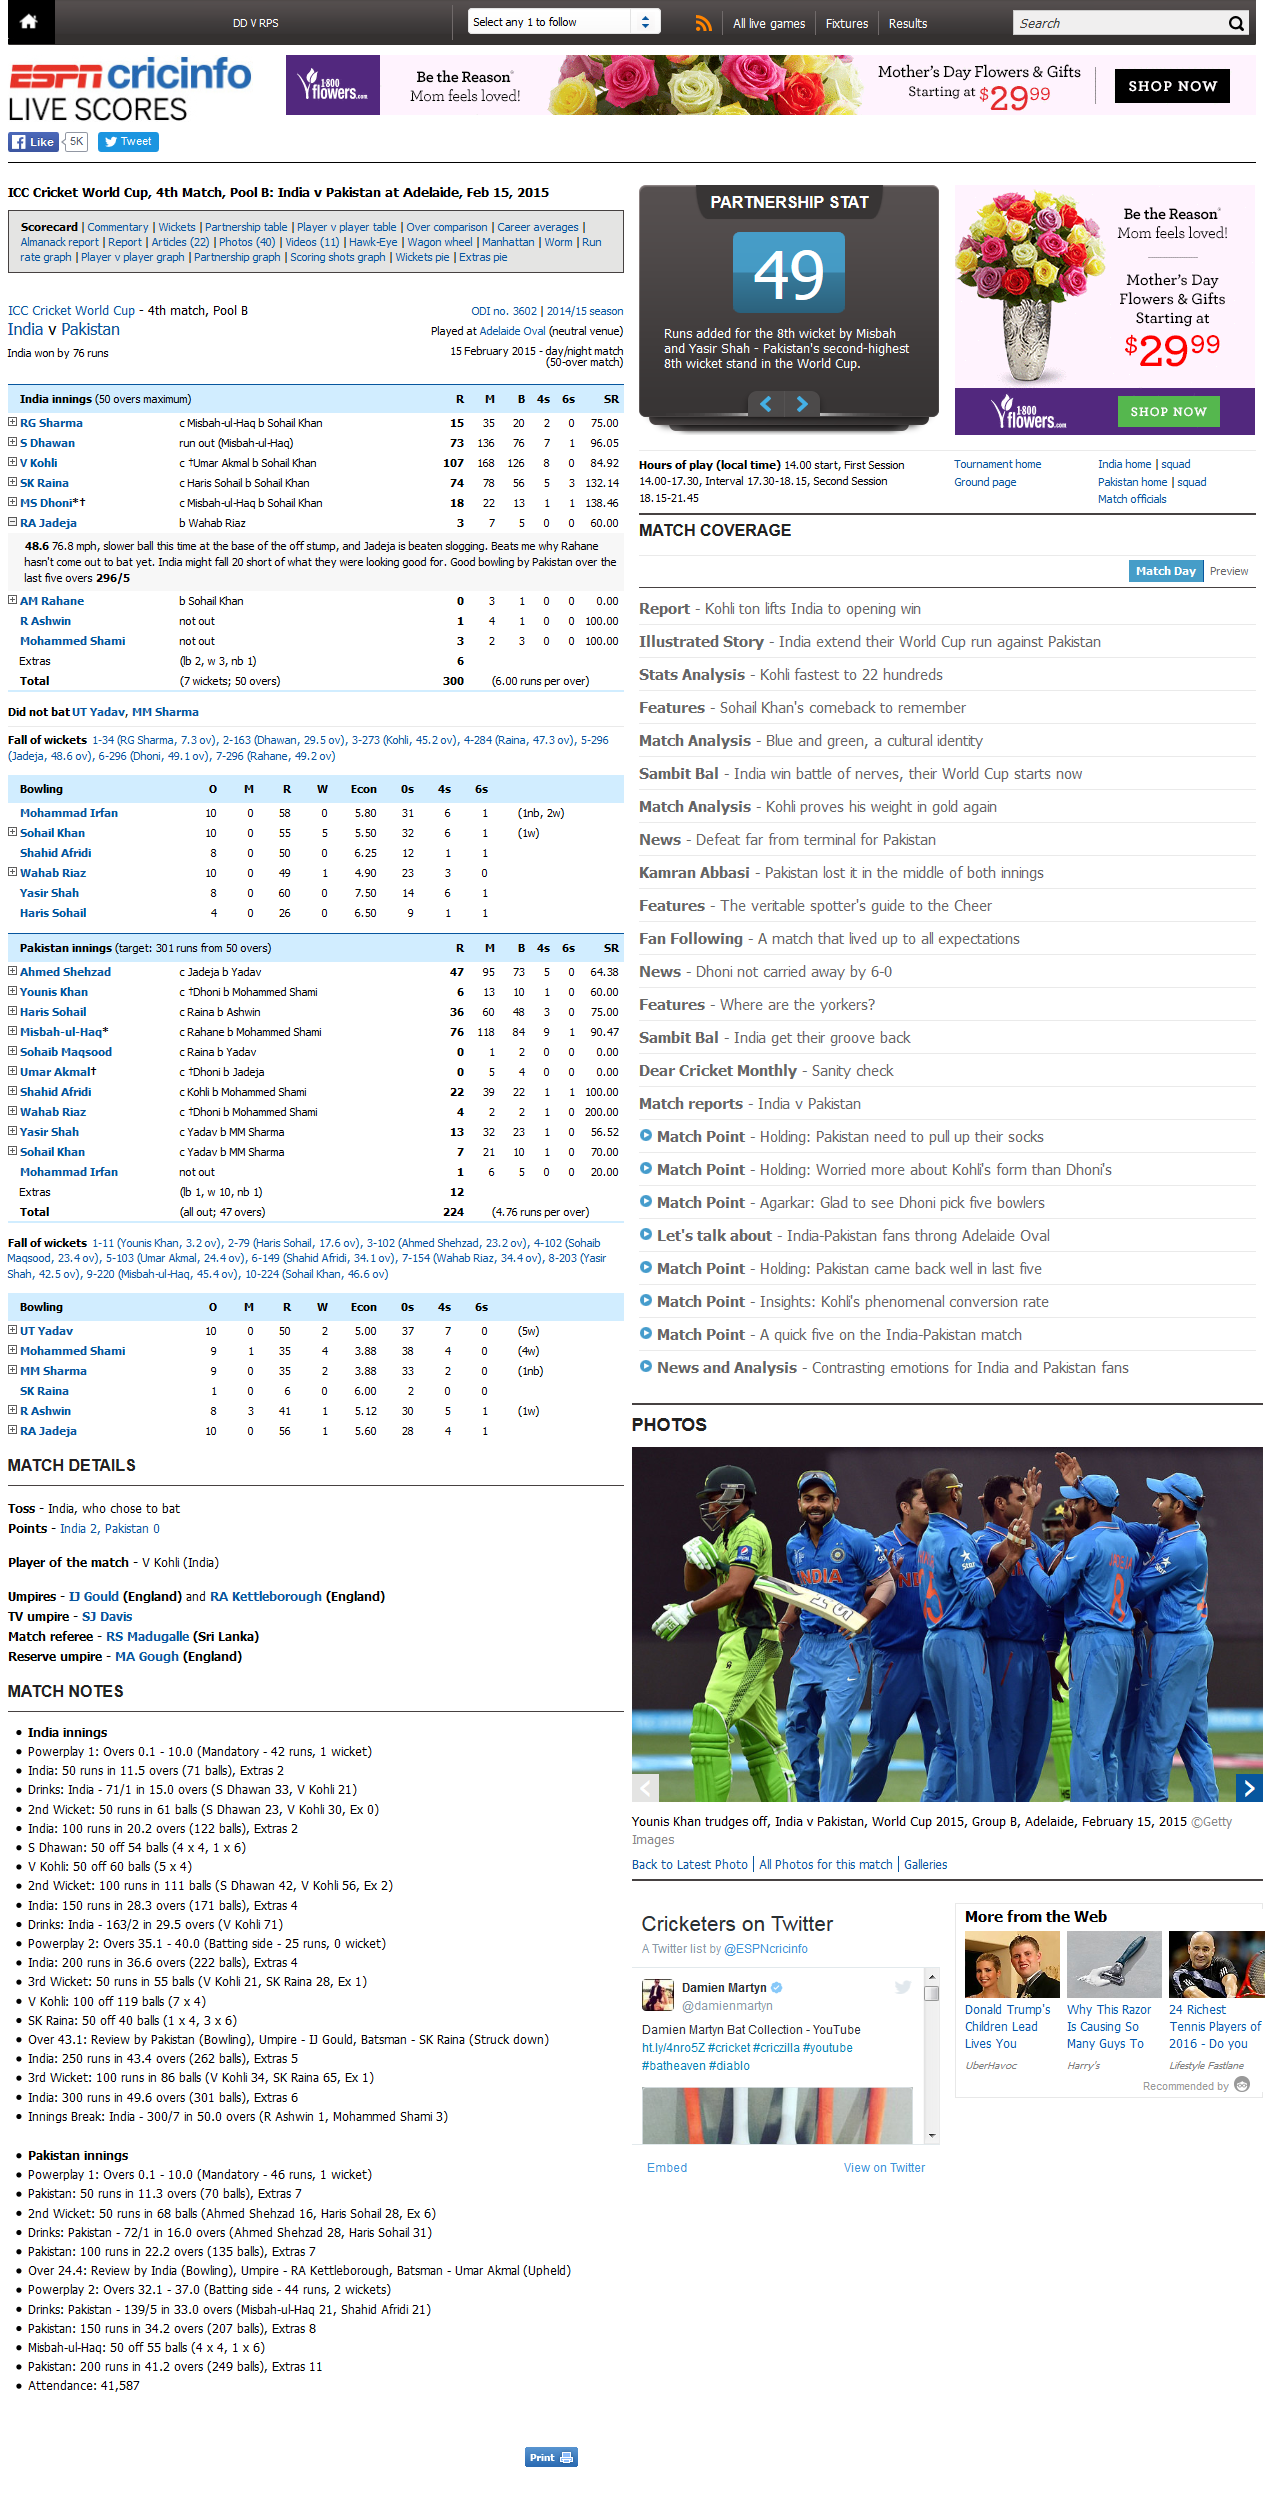 DD V RPS
Select any 1 to follow
All live games
Fixtures
Results
Search
ESPN cricinfo
LIVE SCORES
Like 5K Tweet
1·800 flowers.com
Be the Reason®
Mom feels loved!
Mother's Day Flowers & Gifts
Starting at $29⁹⁹
SHOP NOW
ICC Cricket World Cup, 4th Match, Pool B: India v Pakistan at Adelaide, Feb 15, 2015
Scorecard | Commentary | Wickets | Partnership table | Player v player table | Over comparison | Career averages |
Almanack report | Report | Articles (22) | Photos (40) | Videos (11) | Hawk-Eye | Wagon wheel | Manhattan | Worm | Run
rate graph | Player v player graph | Partnership graph | Scoring shots graph | Wickets pie | Extras pie
ICC Cricket World Cup - 4th match, Pool B
India v Pakistan
India won by 76 runs
ODI no. 3602 | 2014/15 season
Played at Adelaide Oval (neutral venue)
15 February 2015 - day/night match
(50-over match)
India innings (50 overs maximum) R M B 4s 6s SR
RG Sharma c Misbah-ul-Haq b Sohail Khan 15 35 20 2 0 75.00
S Dhawan run out (Misbah-ul-Haq) 73 136 76 7 1 96.05
V Kohli c †Umar Akmal b Sohail Khan 107 168 126 8 0 84.92
SK Raina c Haris Sohail b Sohail Khan 74 78 56 5 3 132.14
MS Dhoni*† c Misbah-ul-Haq b Sohail Khan 18 22 13 1 1 138.46
RA Jadeja b Wahab Riaz 3 7 5 0 0 60.00
48.6 76.8 mph, slower ball this time at the base of the off stump, and Jadeja is beaten slogging. Beats me why Rahane
hasn't come out to bat yet. India might fall 20 short of what they were looking good for. Good bowling by Pakistan over the
last five overs 296/5
AM Rahane b Sohail Khan 0 3 1 0 0 0.00
R Ashwin not out 1 4 1 0 0 100.00
Mohammed Shami not out 3 2 3 0 0 100.00
Extras (lb 2, w 3, nb 1) 6
Total (7 wickets; 50 overs) 300 (6.00 runs per over)
Did not bat UT Yadav, MM Sharma
Fall of wickets 1-34 (RG Sharma, 7.3 ov), 2-163 (Dhawan, 29.5 ov), 3-273 (Kohli, 45.2 ov), 4-284 (Raina, 47.3 ov), 5-296
(Jadeja, 48.6 ov), 6-296 (Dhoni, 49.1 ov), 7-296 (Rahane, 49.2 ov)
Bowling O M R W Econ 0s 4s 6s
Mohammad Irfan 10 0 58 0 5.80 31 6 1 (1nb, 2w)
Sohail Khan 10 0 55 5 5.50 32 6 1 (1w)
Shahid Afridi 8 0 50 0 6.25 12 1 1
Wahab Riaz 10 0 49 1 4.90 23 3 0
Yasir Shah 8 0 60 0 7.50 14 6 1
Haris Sohail 4 0 26 0 6.50 9 1 1
Pakistan innings (target: 301 runs from 50 overs) R M B 4s 6s SR
Ahmed Shehzad c Jadeja b Yadav 47 95 73 5 0 64.38
Younis Khan c †Dhoni b Mohammed Shami 6 13 10 1 0 60.00
Haris Sohail c Raina b Ashwin 36 60 48 3 0 75.00
Misbah-ul-Haq* c Rahane b Mohammed Shami 76 118 84 9 1 90.47
Sohaib Maqsood c Raina b Yadav 0 1 2 0 0 0.00
Umar Akmal† c †Dhoni b Jadeja 0 5 4 0 0 0.00
Shahid Afridi c Kohli b Mohammed Shami 22 39 22 1 1 100.00
Wahab Riaz c †Dhoni b Mohammed Shami 4 2 2 1 0 200.00
Yasir Shah c Yadav b MM Sharma 13 32 23 1 0 56.52
Sohail Khan c Yadav b MM Sharma 7 21 10 1 0 70.00
Mohammad Irfan not out 1 6 5 0 0 20.00
Extras (lb 1, w 10, nb 1) 12
Total (all out; 47 overs) 224 (4.76 runs per over)
Fall of wickets 1-11 (Younis Khan, 3.2 ov), 2-79 (Haris Sohail, 17.6 ov), 3-102 (Ahmed Shehzad, 23.2 ov), 4-102 (Sohaib
Maqsood, 23.4 ov), 5-103 (Umar Akmal, 24.4 ov), 6-149 (Shahid Afridi, 34.1 ov), 7-154 (Wahab Riaz, 34.4 ov), 8-203 (Yasir
Shah, 42.5 ov), 9-220 (Misbah-ul-Haq, 45.4 ov), 10-224 (Sohail Khan, 46.6 ov)
Bowling O M R W Econ 0s 4s 6s
UT Yadav 10 0 50 2 5.00 37 7 0 (5w)
Mohammed Shami 9 1 35 4 3.88 38 4 0 (4w)
MM Sharma 9 0 35 2 3.88 33 2 0 (1nb)
SK Raina 1 0 6 0 6.00 2 0 0
R Ashwin 8 3 41 1 5.12 30 5 1 (1w)
RA Jadeja 10 0 56 1 5.60 28 4 1
MATCH DETAILS
Toss - India, who chose to bat
Points - India 2, Pakistan 0
Player of the match - V Kohli (India)
Umpires - IJ Gould (England) and RA Kettleborough (England)
TV umpire - SJ Davis
Match referee - RS Madugalle (Sri Lanka)
Reserve umpire - MA Gough (England)
MATCH NOTES
• India innings
• Powerplay 1: Overs 0.1 - 10.0 (Mandatory - 42 runs, 1 wicket)
• India: 50 runs in 11.5 overs (71 balls), Extras 2
• Drinks: India - 71/1 in 15.0 overs (S Dhawan 33, V Kohli 21)
• 2nd Wicket: 50 runs in 61 balls (S Dhawan 23, V Kohli 30, Ex 0)
• India: 100 runs in 20.2 overs (122 balls), Extras 2
• S Dhawan: 50 off 54 balls (4 x 4, 1 x 6)
• V Kohli: 50 off 60 balls (5 x 4)
• 2nd Wicket: 100 runs in 111 balls (S Dhawan 42, V Kohli 56, Ex 2)
• India: 150 runs in 28.3 overs (171 balls), Extras 4
• Drinks: India - 163/2 in 29.5 overs (V Kohli 71)
• Powerplay 2: Overs 35.1 - 40.0 (Batting side - 25 runs, 0 wicket)
• India: 200 runs in 36.6 overs (222 balls), Extras 4
• 3rd Wicket: 50 runs in 55 balls (V Kohli 21, SK Raina 28, Ex 1)
• V Kohli: 100 off 119 balls (7 x 4)
• SK Raina: 50 off 40 balls (1 x 4, 3 x 6)
• Over 43.1: Review by Pakistan (Bowling), Umpire - IJ Gould, Batsman - SK Raina (Struck down)
• India: 250 runs in 43.4 overs (262 balls), Extras 5
• 3rd Wicket: 100 runs in 86 balls (V Kohli 34, SK Raina 65, Ex 1)
• India: 300 runs in 49.6 overs (301 balls), Extras 6
• Innings Break: India - 300/7 in 50.0 overs (R Ashwin 1, Mohammed Shami 3)
• Pakistan innings
• Powerplay 1: Overs 0.1 - 10.0 (Mandatory - 46 runs, 1 wicket)
• Pakistan: 50 runs in 11.3 overs (70 balls), Extras 7
• 2nd Wicket: 50 runs in 68 balls (Ahmed Shehzad 16, Haris Sohail 28, Ex 6)
• Drinks: Pakistan - 72/1 in 16.0 overs (Ahmed Shehzad 28, Haris Sohail 31)
• Pakistan: 100 runs in 22.2 overs (135 balls), Extras 7
• Over 24.4: Review by India (Bowling), Umpire - RA Kettleborough, Batsman - Umar Akmal (Upheld)
• Powerplay 2: Overs 32.1 - 37.0 (Batting side - 44 runs, 2 wickets)
• Drinks: Pakistan - 139/5 in 33.0 overs (Misbah-ul-Haq 21, Shahid Afridi 21)
• Pakistan: 150 runs in 34.2 overs (207 balls), Extras 8
• Misbah-ul-Haq: 50 off 55 balls (4 x 4, 1 x 6)
• Pakistan: 200 runs in 41.2 overs (249 balls), Extras 11
• Attendance: 41,587
Print
PARTNERSHIP STAT
49
Runs added for the 8th wicket by Misbah
and Yasir Shah - Pakistan's second-highest
8th wicket stand in the World Cup.
Be the Reason®
Mom feels loved!
Mother's Day
Flowers & Gifts
Starting at
$29⁹⁹
1·800 flowers.com
SHOP NOW
Hours of play (local time) 14.00 start, First Session
14.00-17.30, Interval 17.30-18.15, Second Session
18.15-21.45
Tournament home
Ground page
India home | squad
Pakistan home | squad
Match officials
MATCH COVERAGE
Match Day Preview
Report - Kohli ton lifts India to opening win
Illustrated Story - India extend their World Cup run against Pakistan
Stats Analysis - Kohli fastest to 22 hundreds
Features - Sohail Khan's comeback to remember
Match Analysis - Blue and green, a cultural identity
Sambit Bal - India win battle of nerves, their World Cup starts now
Match Analysis - Kohli proves his weight in gold again
News - Defeat far from terminal for Pakistan
Kamran Abbasi - Pakistan lost it in the middle of both innings
Features - The veritable spotter's guide to the Cheer
Fan Following - A match that lived up to all expectations
News - Dhoni not carried away by 6-0
Features - Where are the yorkers?
Sambit Bal - India get their groove back
Dear Cricket Monthly - Sanity check
Match reports - India v Pakistan
Match Point - Holding: Pakistan need to pull up their socks
Match Point - Holding: Worried more about Kohli's form than Dhoni's
Match Point - Agarkar: Glad to see Dhoni pick five bowlers
Let's talk about - India-Pakistan fans throng Adelaide Oval
Match Point - Holding: Pakistan came back well in last five
Match Point - Insights: Kohli's phenomenal conversion rate
Match Point - A quick five on the India-Pakistan match
News and Analysis - Contrasting emotions for India and Pakistan fans
PHOTOS
INDIA
Star
Younis Khan trudges off, India v Pakistan, World Cup 2015, Group B, Adelaide, February 15, 2015 ©Getty
Images
Back to Latest Photo | All Photos for this match | Galleries
Cricketers on Twitter
A Twitter list by @ESPNcricinfo
Damien Martyn
@damienmartyn
Damien Martyn Bat Collection - YouTube
ht.ly/4nro5Z #cricket #criczilla #youtube
#batheaven #diablo
Embed
View on Twitter
More from the Web
Donald Trump's
Children Lead
Lives You
UberHavoc
Why This Razor
Is Causing So
Many Guys To
Harry's
24 Richest
Tennis Players of
2016 - Do you
Lifestyle Fastlane
Recommended by